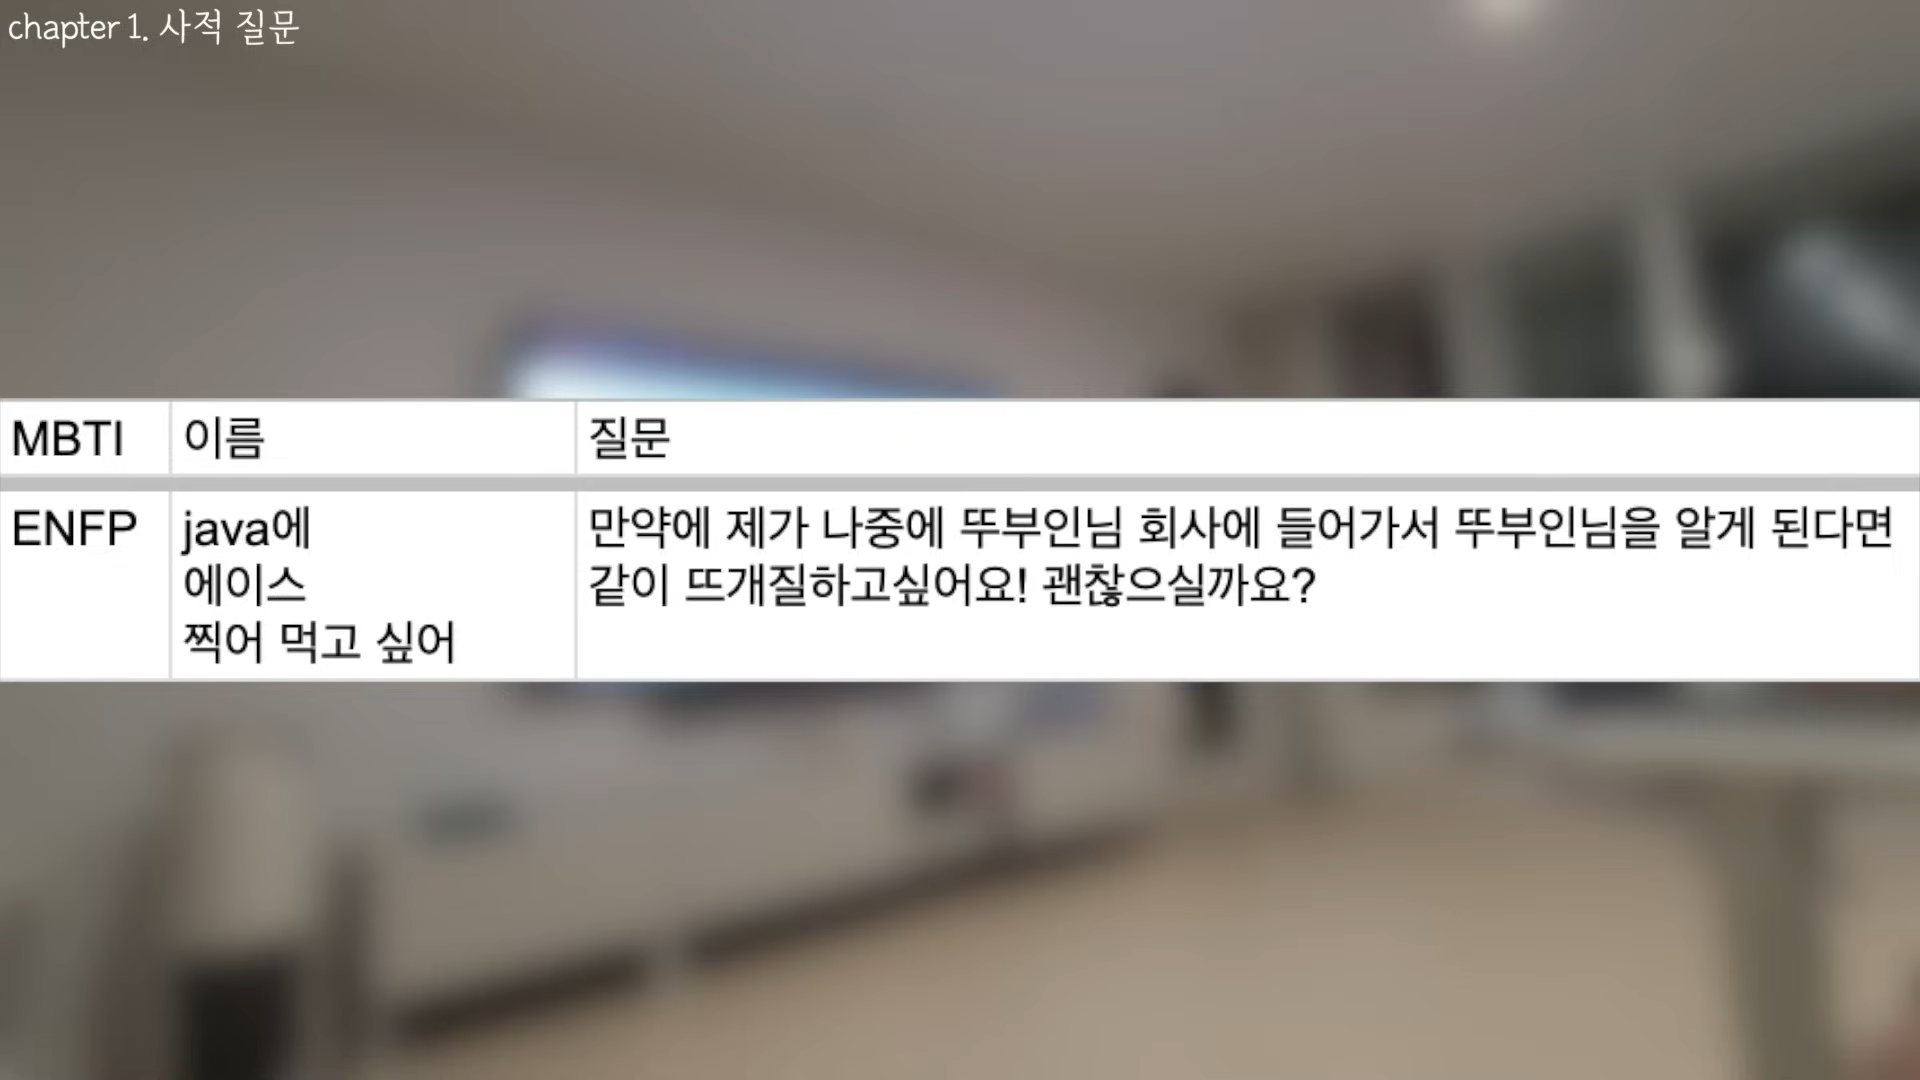 chapter 1. 사적 질문
MBTI 이름 질문
ENFP java에 만약에 제가 나중에 뚜부인님 회사에 들어가서 뚜부인님을 알게 된다면
에이스 같이 뜨개질하고싶어요! 괜찮으실까요?
찍어 먹고 싶어